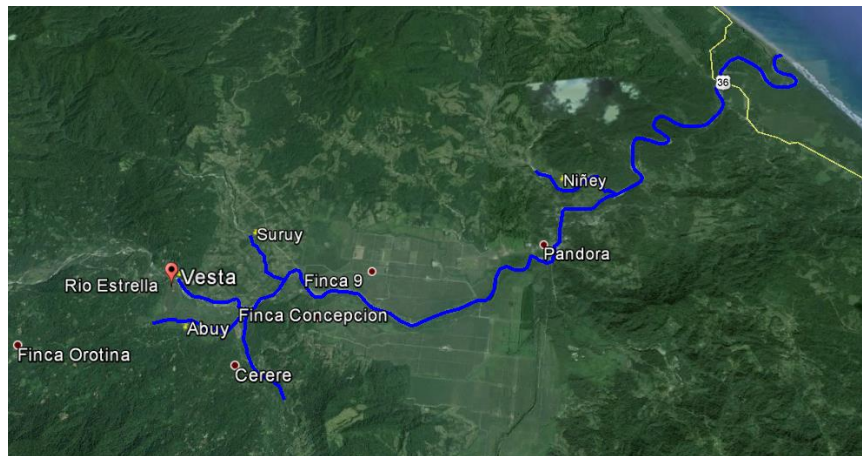 36
Niñey
Suruy
Pandora
Vesta
Finca 9
Rio Estrella
Finca Concepcion
Abuy
Finca Orotina
Cerere